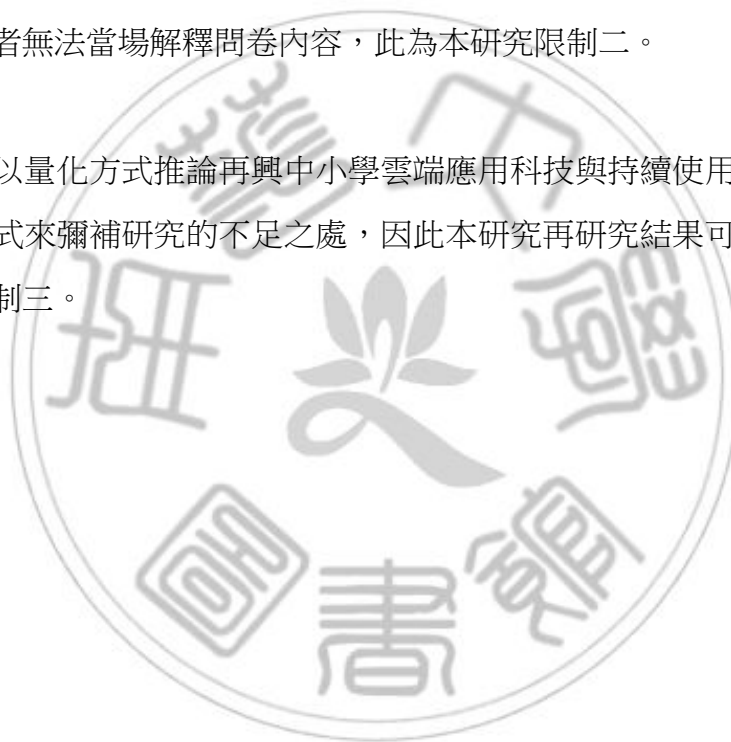 者無法當場解釋問卷內容，此為本研究限制二。
以量化方式推論再興中小學雲端應用科技與持續使用
式來彌補研究的不足之處，因此本研究再研究結果可
制三。